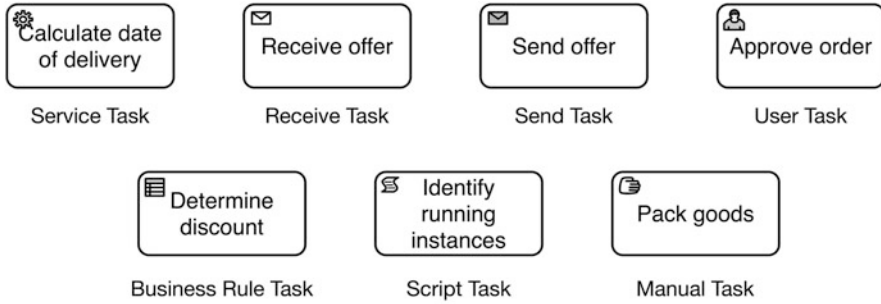 Calculate date
of delivery
Receive offer
Send offer
Approve order
Service Task
Receive Task
Send Task
User Task
Determine
discount
Identify
running
instances
Pack goods
Business Rule Task
Script Task
Manual Task